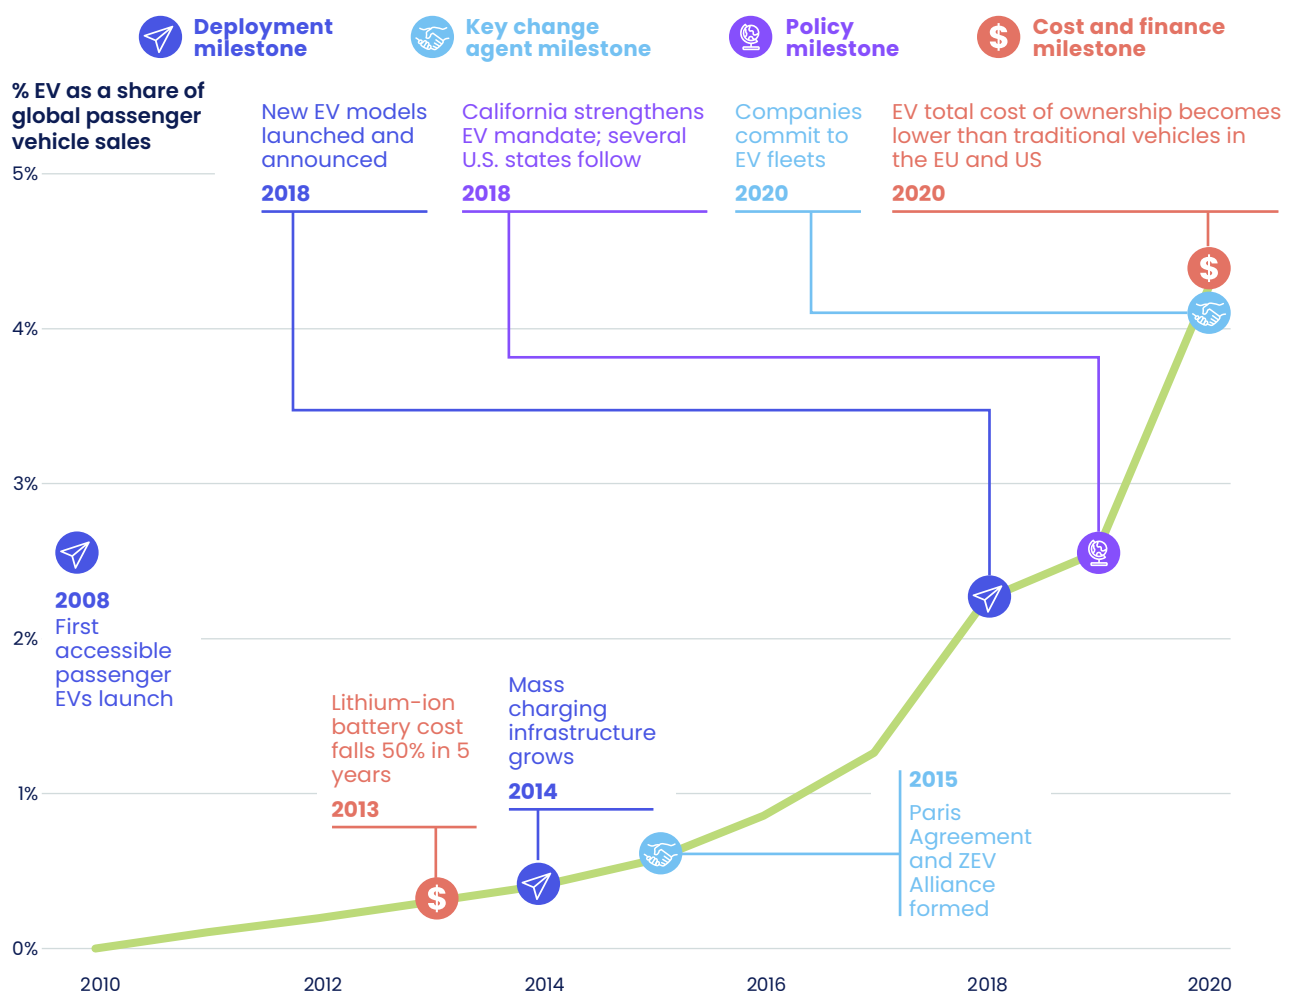 Deployment
milestone
Key change
agent milestone
Policy
milestone
$
Cost and finance
milestone
% EV as a share of
global passenger
vehicle sales
New EV models
launched and
announced
2018
California strengthens
EV mandate; several
U.S. states follow
2018
Companies
commit to
EV fleets
2020
EV total cost of ownership becomes
lower than traditional vehicles in
the EU and US
2020
5%
$
4%
3%
2008
First
accessible
passenger
EVs launch
2%
Lithium-ion
battery cost
falls 50% in 5
years
2013
Mass
charging
infrastructure
grows
2014
2015
Paris
Agreement
and ZEV
Alliance
formed
1%
$
0%
2010
2012
2014
2016
2018
2020